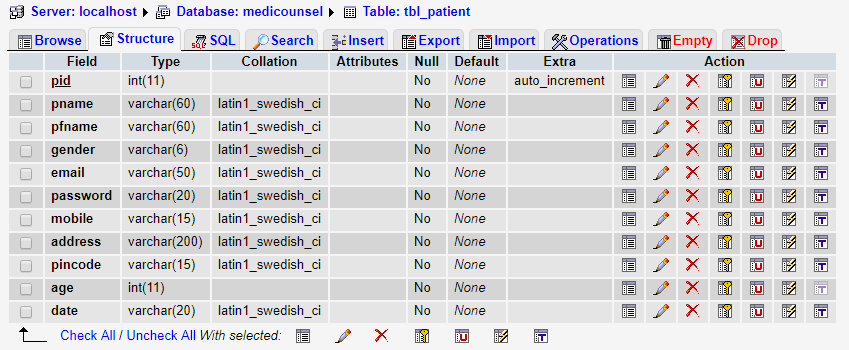 Server: localhost Database: medicounsel Table: tbl_patient
Browse Structure SQL Search Insert Export Import Operations Empty Drop
Field Type Collation Attributes Null Default Extra Action
pid int(11) No None auto_increment
pname varchar(60) latin1_swedish_ci No None
pfname varchar(60) latin1_swedish_ci No None
gender varchar(6) latin1_swedish_ci No None
email varchar(50) latin1_swedish_ci No None
password varchar(20) latin1_swedish_ci No None
mobile varchar(15) latin1_swedish_ci No None
address varchar(200) latin1_swedish_ci No None
pincode varchar(15) latin1_swedish_ci No None
age int(11) No None
date varchar(20) latin1_swedish_ci No None
Check All / Uncheck All With selected: